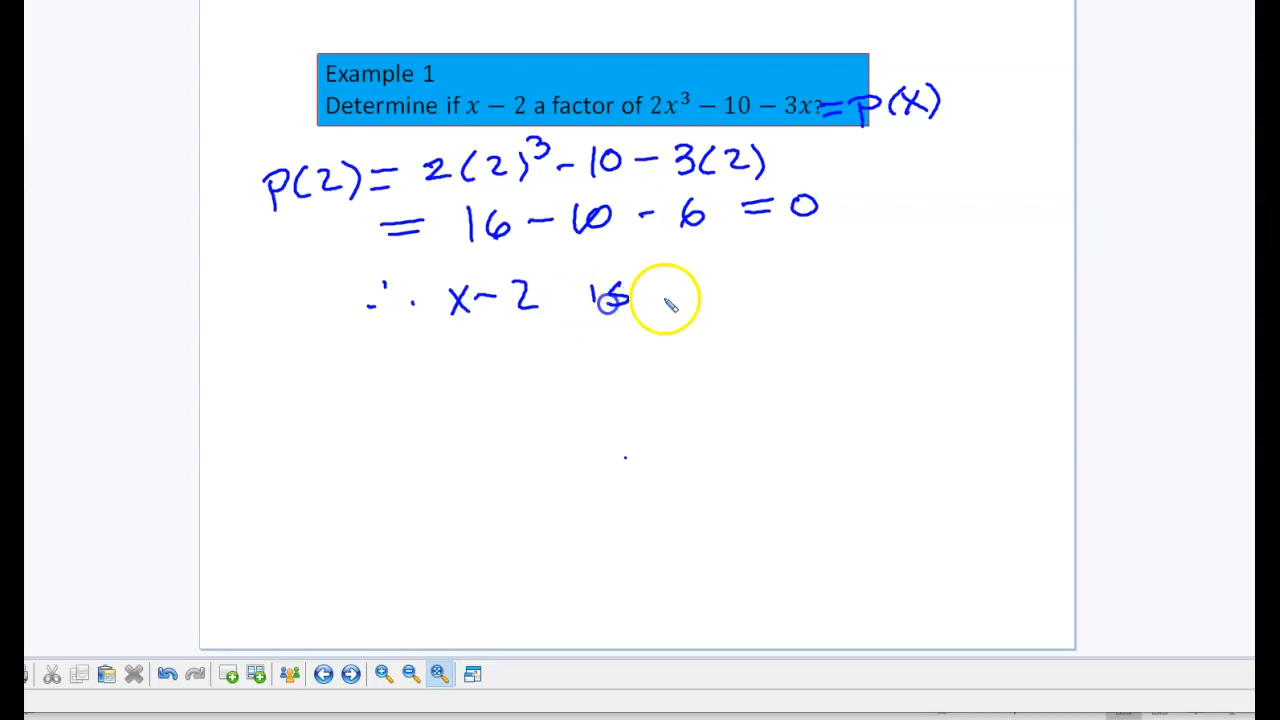 Example 1
Determine if x − 2 a factor of 2x³ − 10 − 3x? = P(x)
P(2) = 2(2)³ - 10 - 3(2)
= 16 - 10 - 6 = 0
∴ x - 2 is